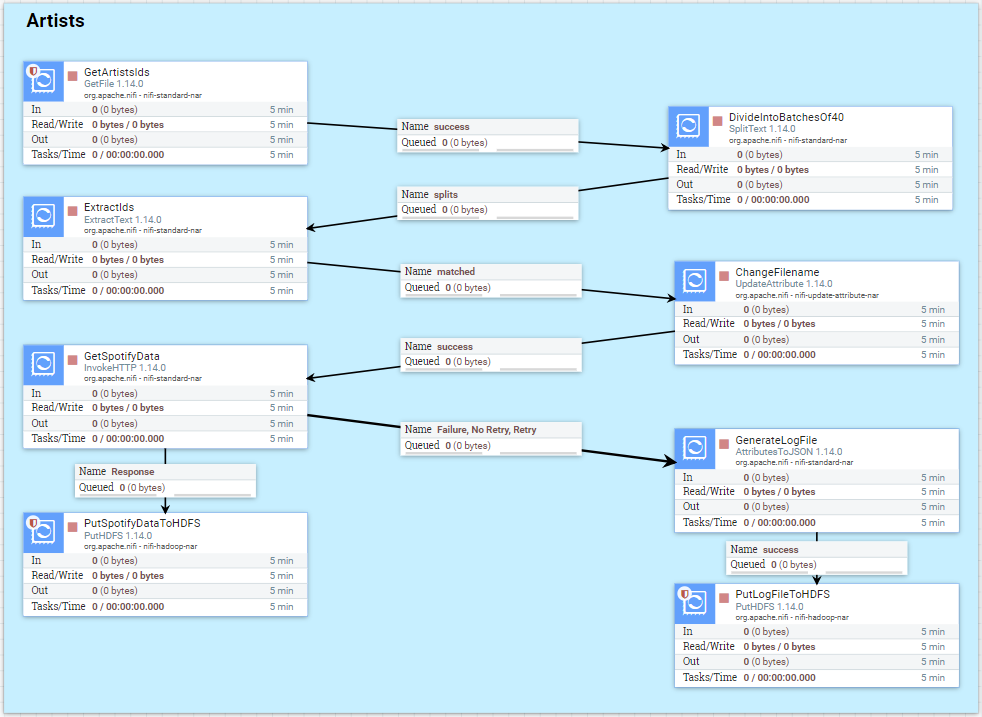 Artists
GetArtistsIds
GetFile 1.14.0
org.apache.nifi - nifi-standard-nar
In 0 (0 bytes) 5 min
Read/Write 0 bytes / 0 bytes 5 min
Out 0 (0 bytes) 5 min
Tasks/Time 0 / 00:00:00.000 5 min
Name success
Queued 0 (0 bytes)
DivideIntoBatchesOf40
SplitText 1.14.0
org.apache.nifi - nifi-standard-nar
In 0 (0 bytes) 5 min
Read/Write 0 bytes / 0 bytes 5 min
Out 0 (0 bytes) 5 min
Tasks/Time 0 / 00:00:00.000 5 min
Name splits
Queued 0 (0 bytes)
ExtractIds
ExtractText 1.14.0
org.apache.nifi - nifi-standard-nar
In 0 (0 bytes) 5 min
Read/Write 0 bytes / 0 bytes 5 min
Out 0 (0 bytes) 5 min
Tasks/Time 0 / 00:00:00.000 5 min
Name matched
Queued 0 (0 bytes)
ChangeFilename
UpdateAttribute 1.14.0
org.apache.nifi - nifi-update-attribute-nar
In 0 (0 bytes) 5 min
Read/Write 0 bytes / 0 bytes 5 min
Out 0 (0 bytes) 5 min
Tasks/Time 0 / 00:00:00.000 5 min
Name success
Queued 0 (0 bytes)
GetSpotifyData
InvokeHTTP 1.14.0
org.apache.nifi - nifi-standard-nar
In 0 (0 bytes) 5 min
Read/Write 0 bytes / 0 bytes 5 min
Out 0 (0 bytes) 5 min
Tasks/Time 0 / 00:00:00.000 5 min
Name Failure, No Retry, Retry
Queued 0 (0 bytes)
GenerateLogFile
AttributesToJSON 1.14.0
org.apache.nifi - nifi-standard-nar
In 0 (0 bytes) 5 min
Read/Write 0 bytes / 0 bytes 5 min
Out 0 (0 bytes) 5 min
Tasks/Time 0 / 00:00:00.000 5 min
Name Response
Queued 0 (0 bytes)
PutSpotifyDataToHDFS
PutHDFS 1.14.0
org.apache.nifi - nifi-hadoop-nar
In 0 (0 bytes) 5 min
Read/Write 0 bytes / 0 bytes 5 min
Out 0 (0 bytes) 5 min
Tasks/Time 0 / 00:00:00.000 5 min
Name success
Queued 0 (0 bytes)
PutLogFileToHDFS
PutHDFS 1.14.0
org.apache.nifi - nifi-hadoop-nar
In 0 (0 bytes) 5 min
Read/Write 0 bytes / 0 bytes 5 min
Out 0 (0 bytes) 5 min
Tasks/Time 0 / 00:00:00.000 5 min